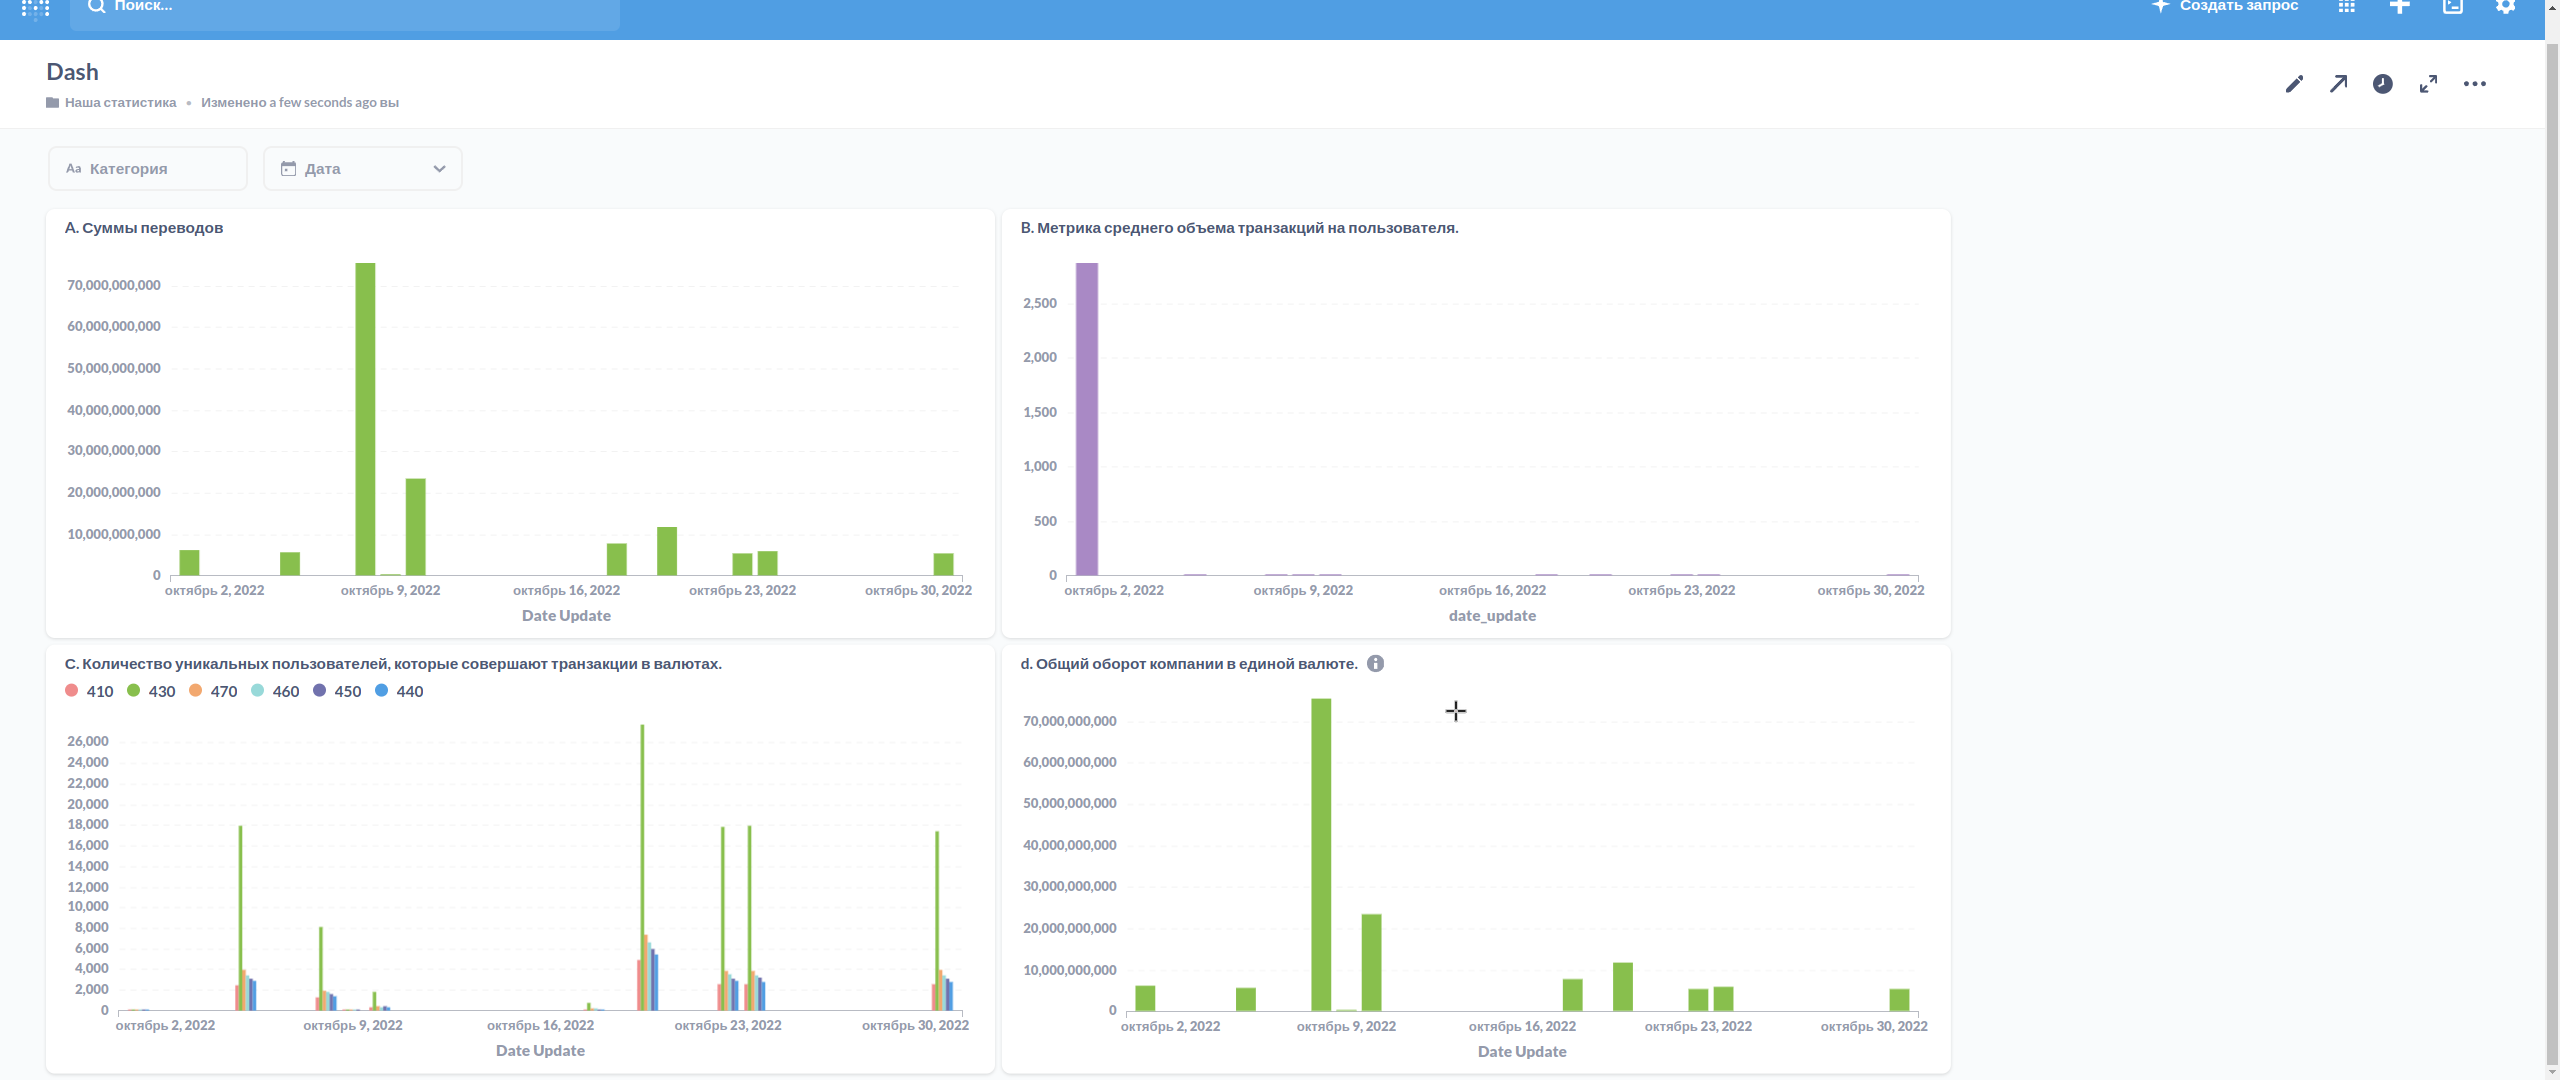 Поиск...
Создать запрос
Dash
Наша статистика • Изменено a few seconds ago вы
Aa Категория
Дата
A. Суммы переводов
70,000,000,000
60,000,000,000
50,000,000,000
40,000,000,000
30,000,000,000
20,000,000,000
10,000,000,000
0
октябрь 2, 2022 октябрь 9, 2022 октябрь 16, 2022 октябрь 23, 2022 октябрь 30, 2022
Date Update
B. Метрика среднего объема транзакций на пользователя.
2,500
2,000
1,500
1,000
500
0
октябрь 2, 2022 октябрь 9, 2022 октябрь 16, 2022 октябрь 23, 2022 октябрь 30, 2022
date_update
C. Количество уникальных пользователей, которые совершают транзакции в валютах.
410 430 470 460 450 440
26,000
24,000
22,000
20,000
18,000
16,000
14,000
12,000
10,000
8,000
6,000
4,000
2,000
0
октябрь 2, 2022 октябрь 9, 2022 октябрь 16, 2022 октябрь 23, 2022 октябрь 30, 2022
Date Update
d. Общий оборот компании в единой валюте.
70,000,000,000
60,000,000,000
50,000,000,000
40,000,000,000
30,000,000,000
20,000,000,000
10,000,000,000
0
октябрь 2, 2022 октябрь 9, 2022 октябрь 16, 2022 октябрь 23, 2022 октябрь 30, 2022
Date Update